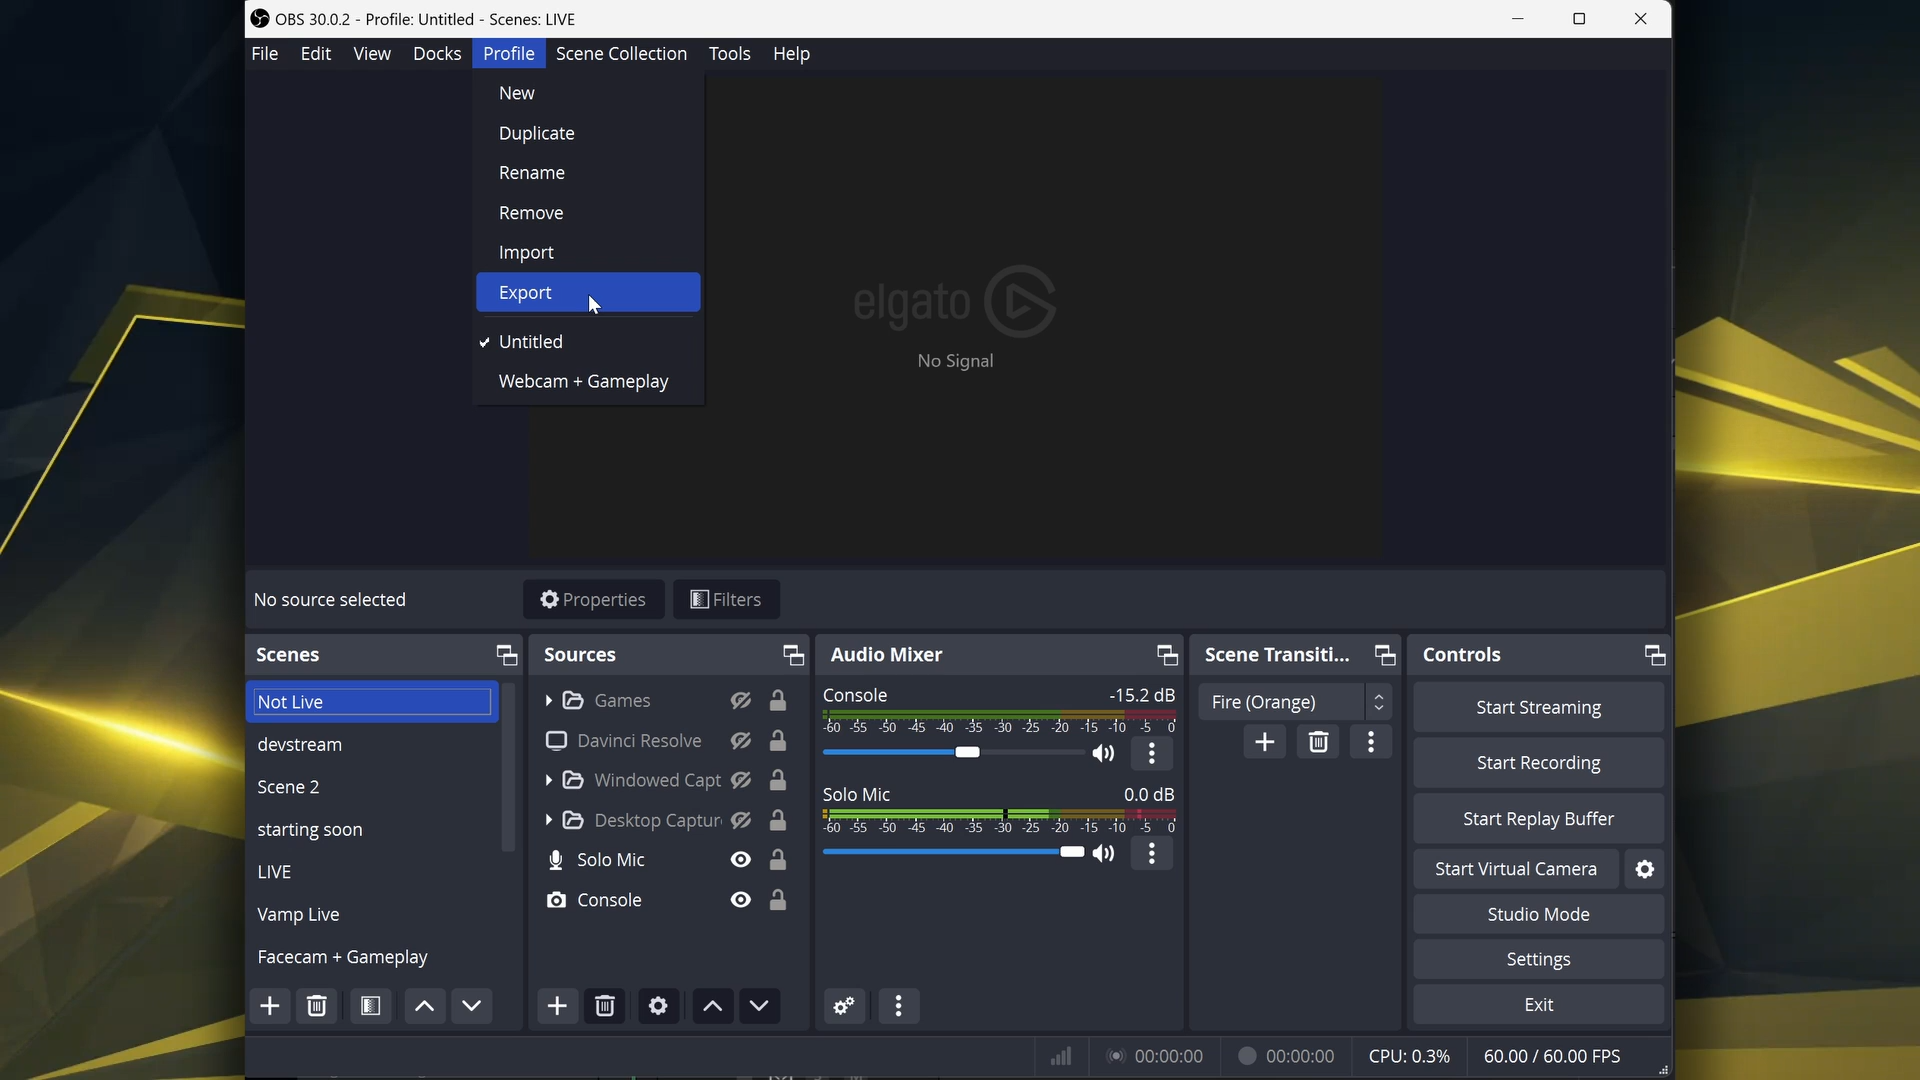 OBS 30.0.2 - Profile: Untitled - Scenes: LIVE
File Edit View Docks Profile Scene Collection Tools Help
New
Duplicate
Rename
Remove
Import
Export
Untitled
Webcam + Gameplay
elgato
No Signal
No source selected
Properties
Filters
Scenes
Not Live
devstream
Scene 2
starting soon
LIVE
Vamp Live
Facecam + Gameplay
Sources
Games
Davinci Resolve
Windowed Capt
Desktop Captur
Solo Mic
Console
Audio Mixer
Console -15.2 dB
-60 -55 -50 -45 -40 -35 -30 -25 -20 -15 -10 -5 0
Solo Mic 0.0 dB
-60 -55 -50 -45 -40 -35 -30 -25 -20 -15 -10 -5 0
Scene Transiti...
Fire (Orange)
Controls
Start Streaming
Start Recording
Start Replay Buffer
Start Virtual Camera
Studio Mode
Settings
Exit
00:00:00 00:00:00 CPU: 0.3% 60.00 / 60.00 FPS